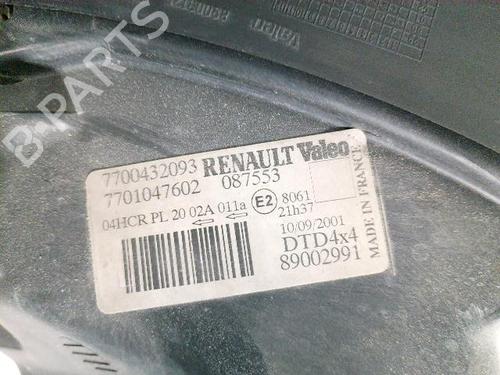 B-PARTS
Valeo
7700432093 RENAULT Valeo
7701047602 087553
04HCR PL 20 02A 011a E2 8061
21h37
10/09/2001
DTD4x4
89002991
MADE IN FRANCE